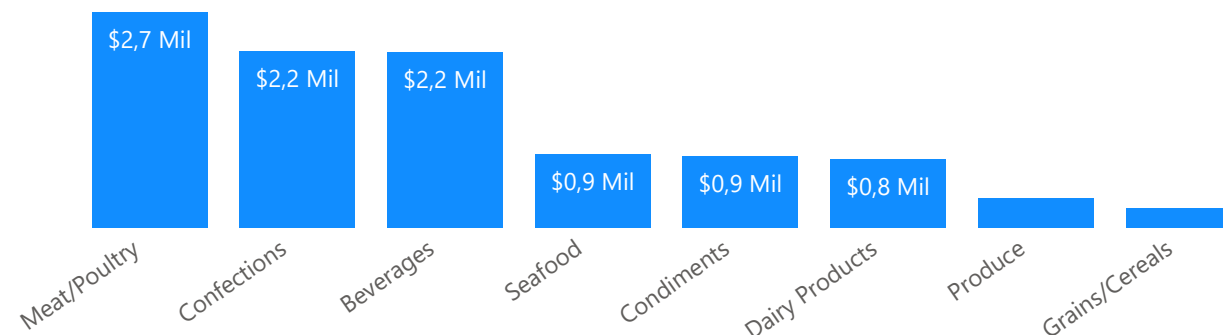 $2,7 Mil
$2,2 Mil
$2,2 Mil
$0,9 Mil
$0,9 Mil
$0,8 Mil
Meat/Poultry
Confections
Beverages
Seafood
Condiments
Dairy Products
Produce
Grains/Cereals